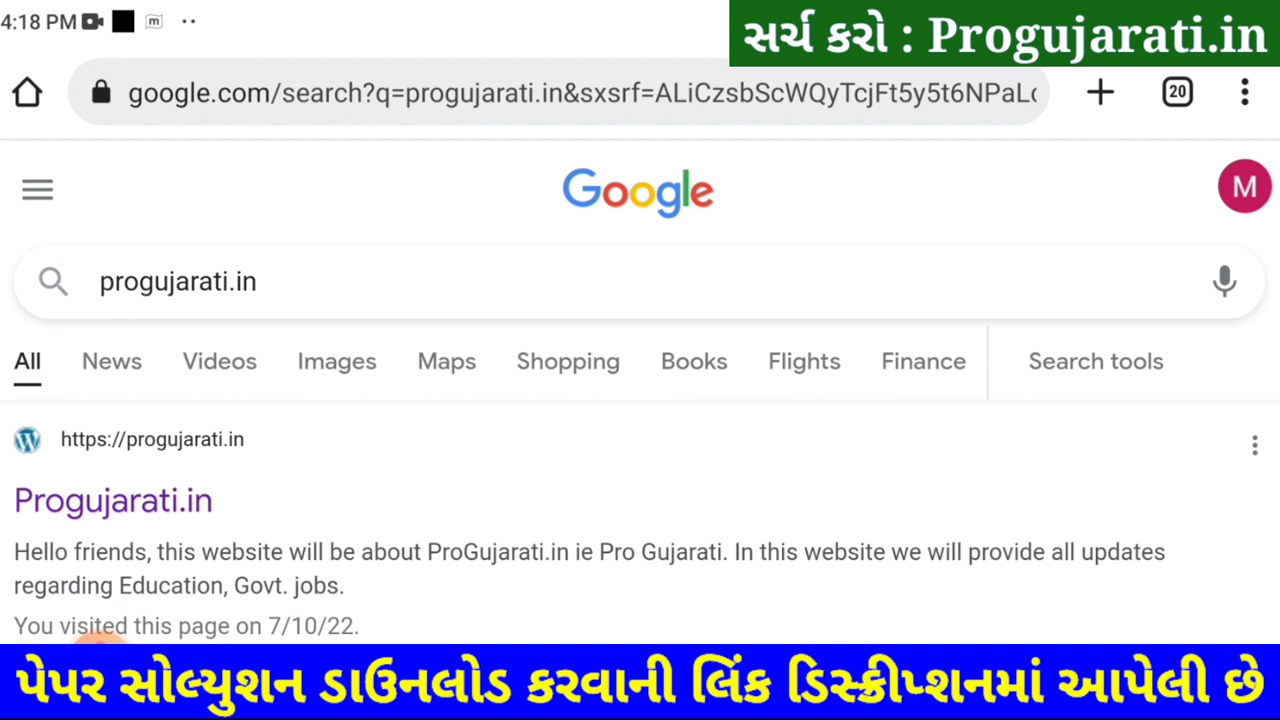 4:18 PM
સર્ચ કરો : Progujarati.in
google.com/search?q=progujarati.in&sxsrf=ALiCzsbScWQyTcjFt5y5t6NPaLc
20
Google
M
progujarati.in
All News Videos Images Maps Shopping Books Flights Finance Search tools
https://progujarati.in
Progujarati.in
Hello friends, this website will be about ProGujarati.in ie Pro Gujarati. In this website we will provide all updates
regarding Education, Govt. jobs.
You visited this page on 7/10/22.
પેપર સોલ્યુશન ડાઉનલોડ કરવાની લિંક ડિસ્ક્રીપ્શનમાં આપેલી છે